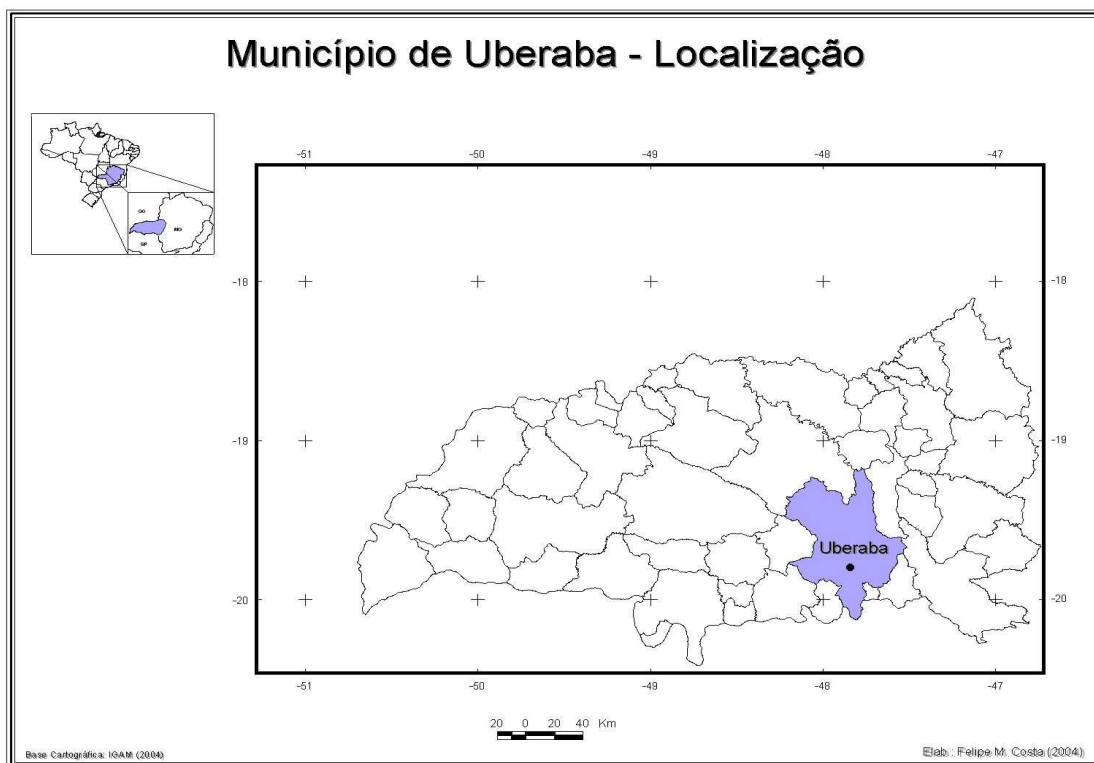 Município de Uberaba - Localização
GO
MG
SP
-51 -50 -49 -48 -47
-18 -18
-19 -19
Uberaba
-20 -20
-51 -50 -49 -48 -47
20 0 20 40 Km
Base Cartográfica: IGAM (2004)
Elab.: Felipe M. Costa (2004)